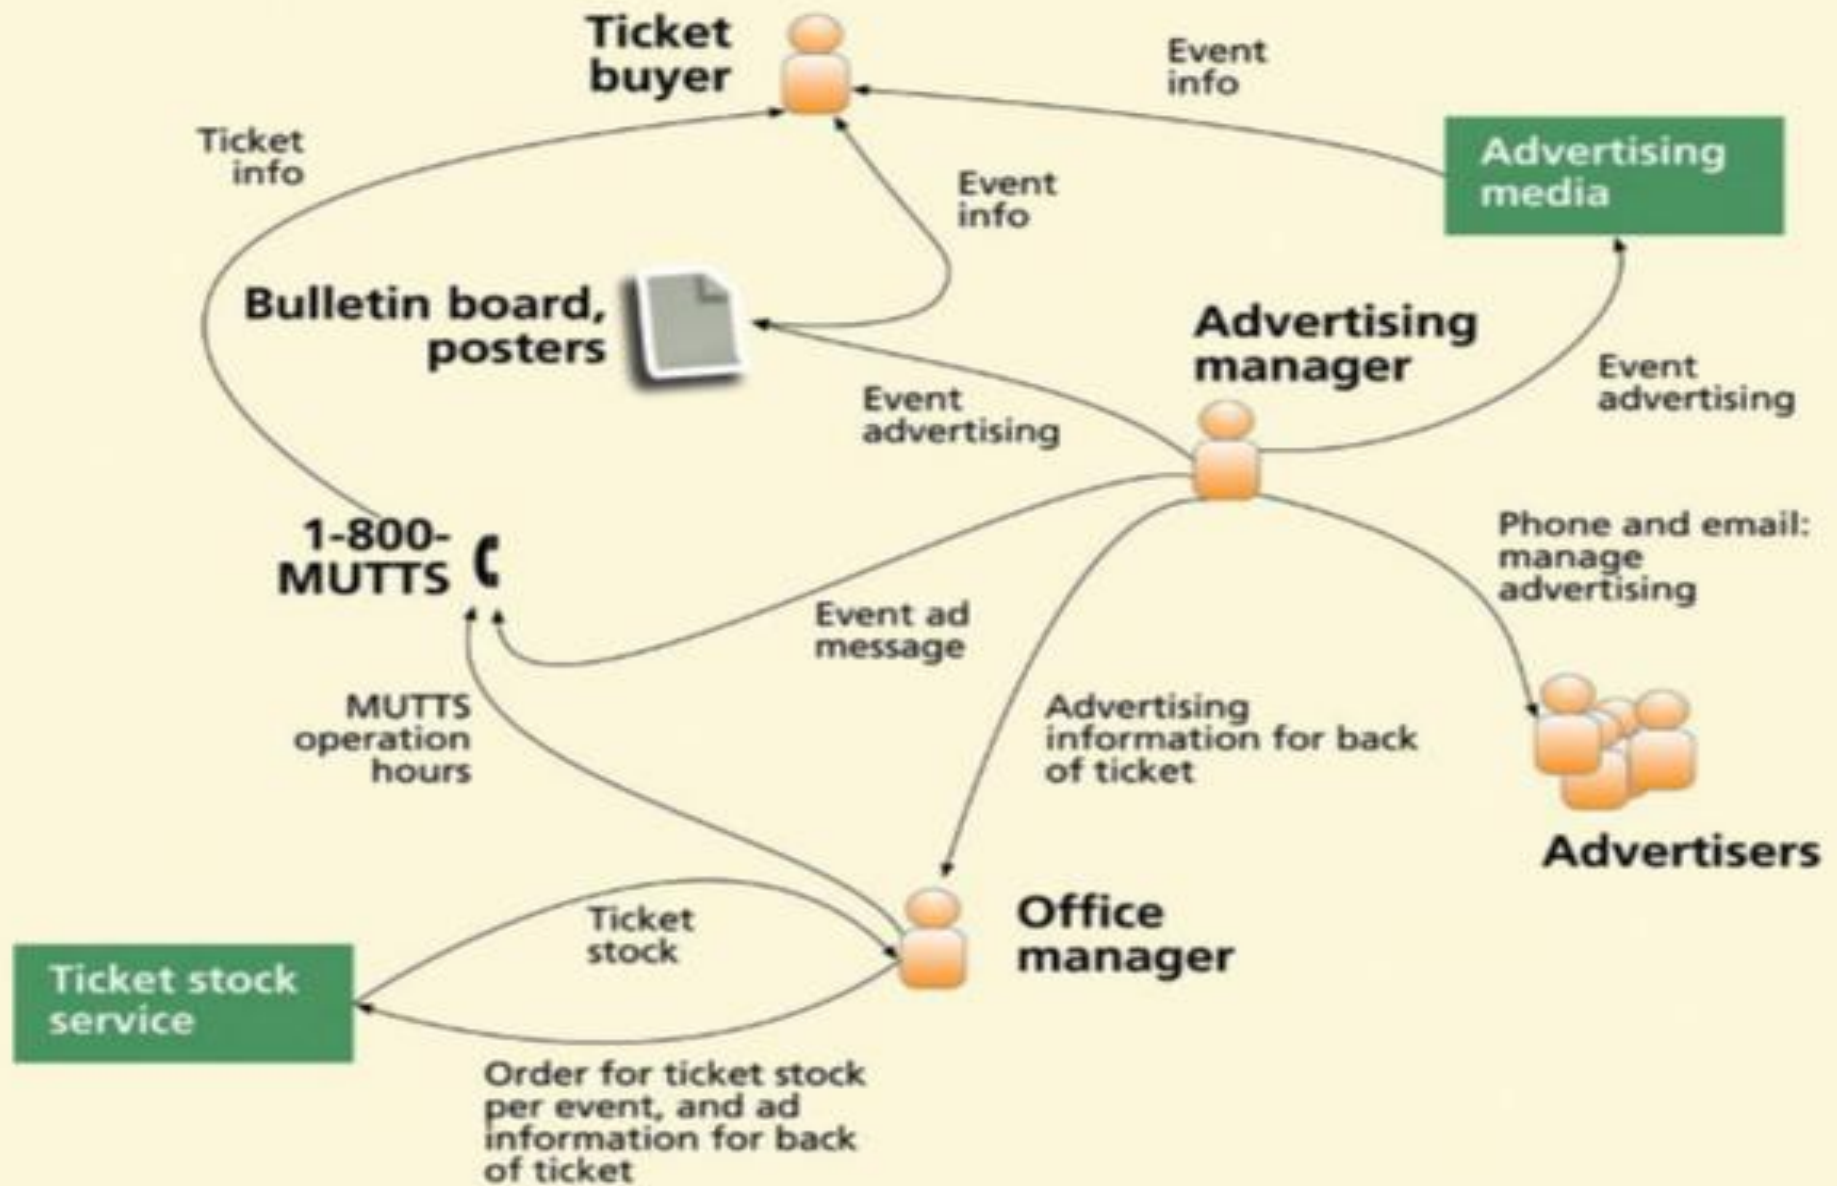 Ticket
buyer
Event
info
Ticket
info
Advertising
media
Event
info
Bulletin board,
posters
Advertising
manager
Event
advertising
Event
advertising
1-800-
MUTTS
Phone and email:
manage
advertising
Event ad
message
MUTTS
operation
hours
Advertising
information for back
of ticket
Advertisers
Ticket
stock
Office
manager
Ticket stock
service
Order for ticket stock
per event, and ad
information for back
of ticket